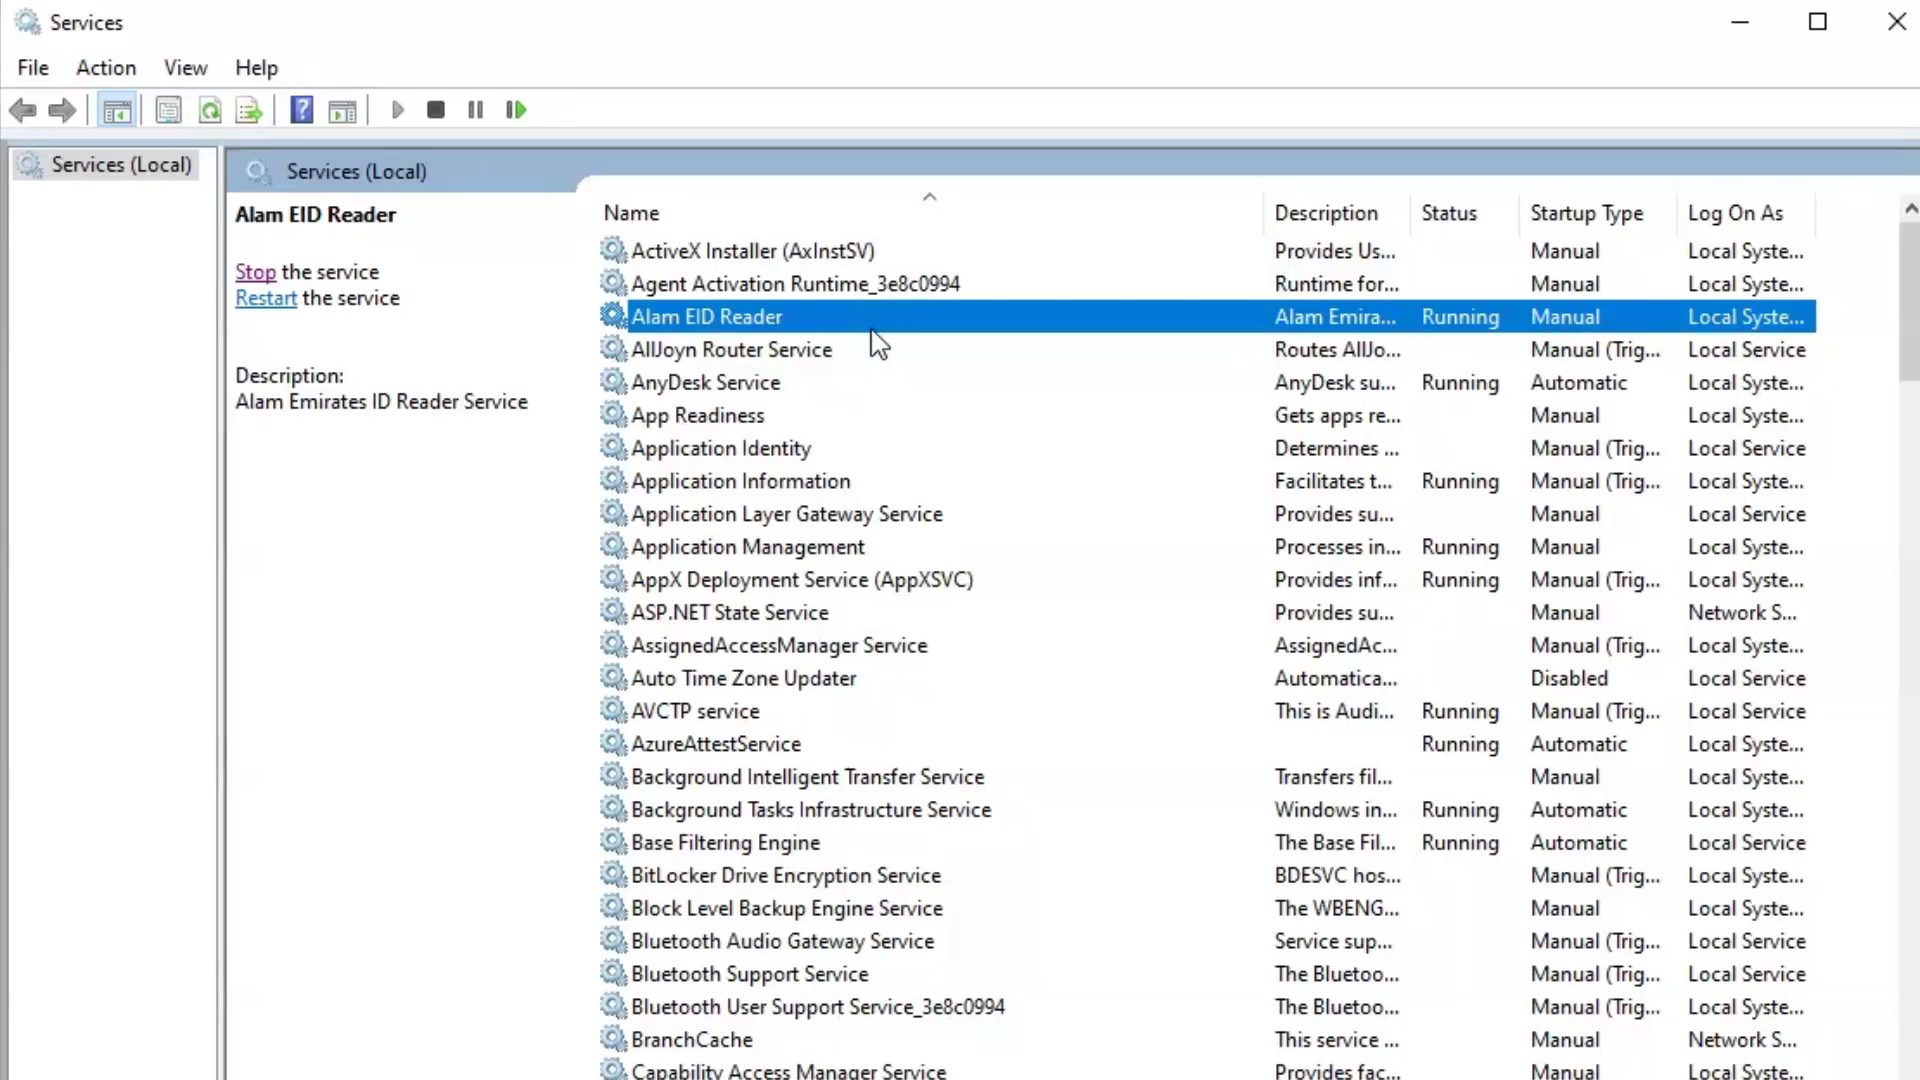 Services
File Action View Help
Services (Local)
Services (Local)
Alam EID Reader
Stop the service
Restart the service
Description:
Alam Emirates ID Reader Service
Name Description Status Startup Type Log On As
ActiveX Installer (AxInstSV) Provides Us... Manual Local Syste...
Agent Activation Runtime_3e8c0994 Runtime for... Manual Local Syste...
Alam EID Reader Alam Emira... Running Manual Local Syste...
AllJoyn Router Service Routes AllJo... Manual (Trig... Local Service
AnyDesk Service AnyDesk su... Running Automatic Local Syste...
App Readiness Gets apps re... Manual Local Syste...
Application Identity Determines ... Manual (Trig... Local Service
Application Information Facilitates t... Running Manual (Trig... Local Syste...
Application Layer Gateway Service Provides su... Manual Local Service
Application Management Processes in... Running Manual Local Syste...
AppX Deployment Service (AppXSVC) Provides inf... Running Manual (Trig... Local Syste...
ASP.NET State Service Provides su... Manual Network S...
AssignedAccessManager Service AssignedAc... Manual (Trig... Local Syste...
Auto Time Zone Updater Automatica... Disabled Local Service
AVCTP service This is Audi... Running Manual (Trig... Local Service
AzureAttestService Running Automatic Local Syste...
Background Intelligent Transfer Service Transfers fil... Manual Local Syste...
Background Tasks Infrastructure Service Windows in... Running Automatic Local Syste...
Base Filtering Engine The Base Fil... Running Automatic Local Service
BitLocker Drive Encryption Service BDESVC hos... Manual (Trig... Local Syste...
Block Level Backup Engine Service The WBENG... Manual Local Syste...
Bluetooth Audio Gateway Service Service sup... Manual (Trig... Local Service
Bluetooth Support Service The Bluetoo... Manual (Trig... Local Service
Bluetooth User Support Service_3e8c0994 The Bluetoo... Manual (Trig... Local Syste...
BranchCache This service ... Manual Network S...
Capability Access Manager Service Provides fac... Manual Local Syste...